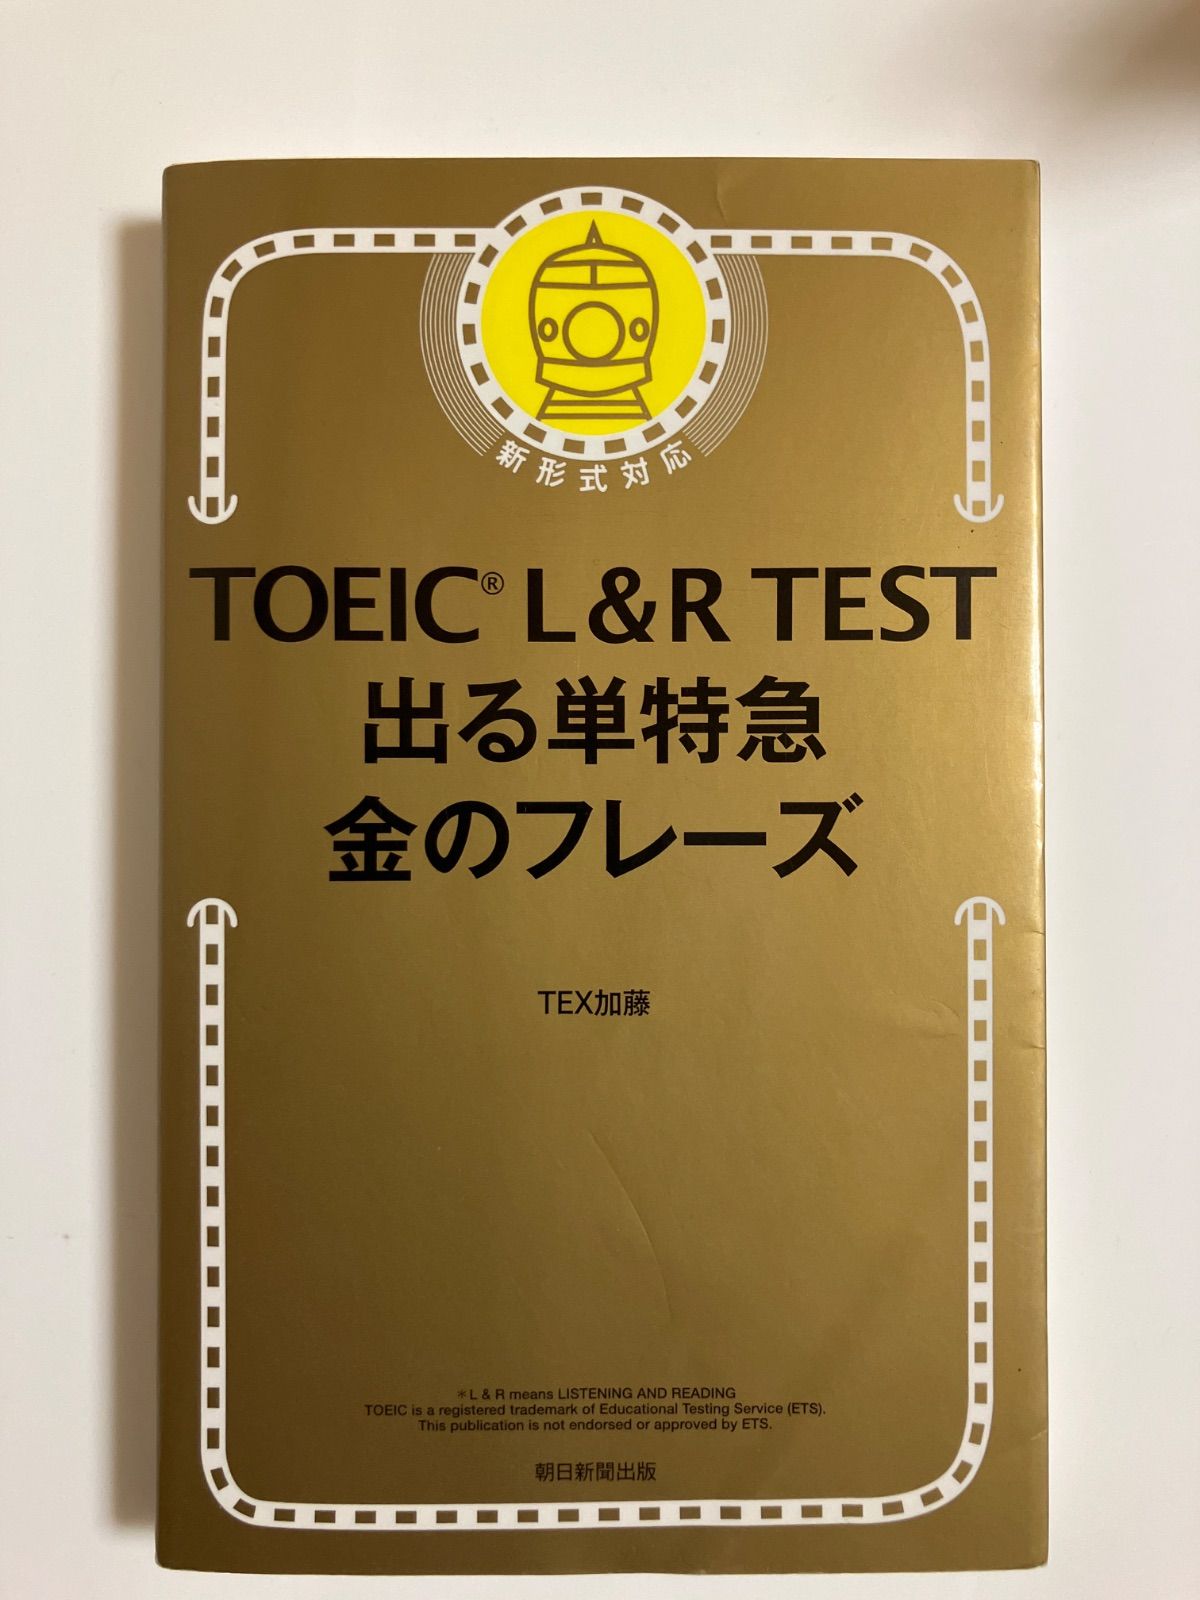 新形式対応
TOEIC® L&R TEST
出る単特急
金のフレーズ
TEX加藤
＊L & R means LISTENING AND READING
TOEIC is a registered trademark of Educational Testing Service (ETS).
This publication is not endorsed or approved by ETS.
朝日新聞出版